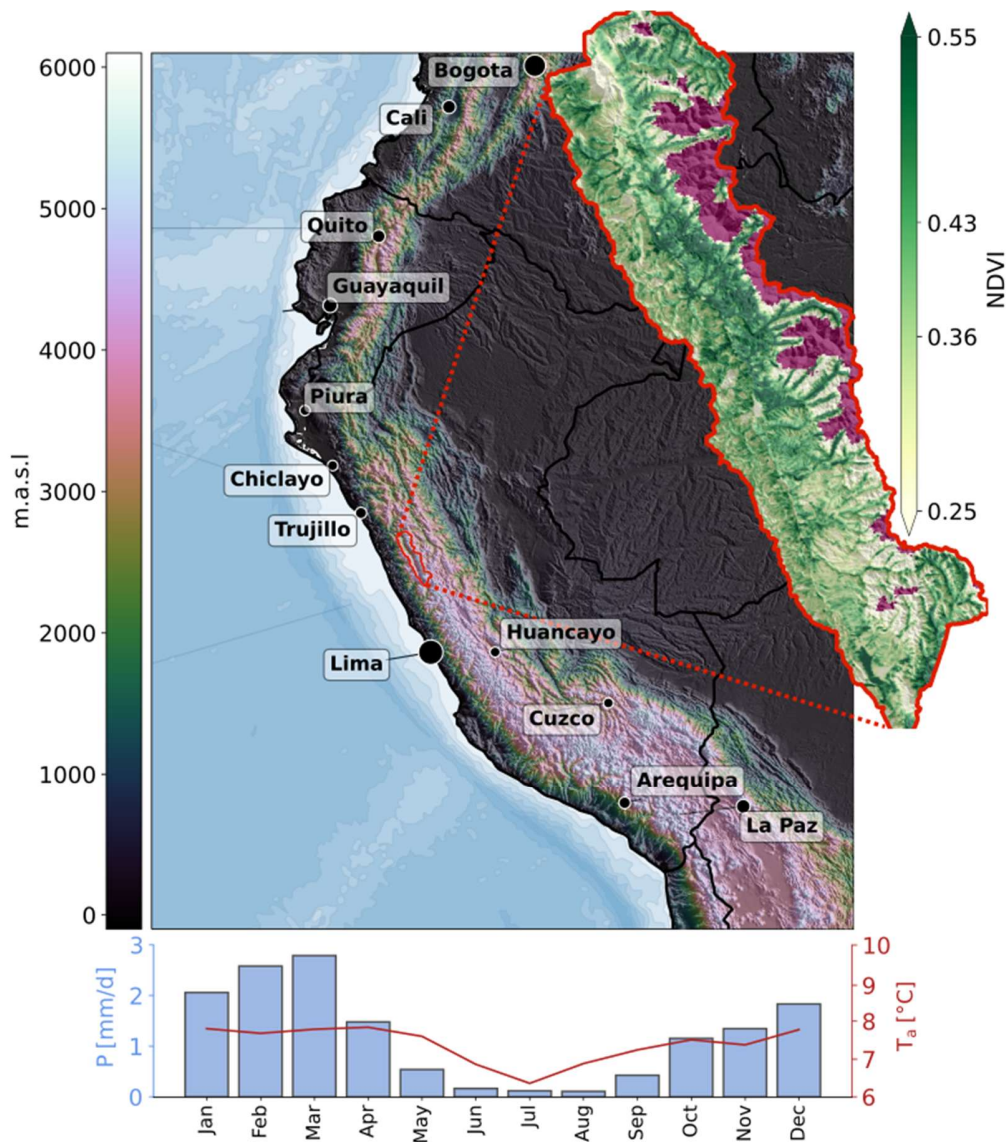 6000
5000
4000
3000
2000
1000
0
m.a.s.l
Bogota
Cali
Quito
Guayaquil
Piura
Chiclayo
Trujillo
Lima
Huancayo
Cuzco
Arequipa
La Paz
0.55
0.43
0.36
0.25
NDVI
3
2
1
0
P [mm/d]
10
9
8
7
6
Tₐ [°C]
Jan
Feb
Mar
Apr
May
Jun
Jul
Aug
Sep
Oct
Nov
Dec